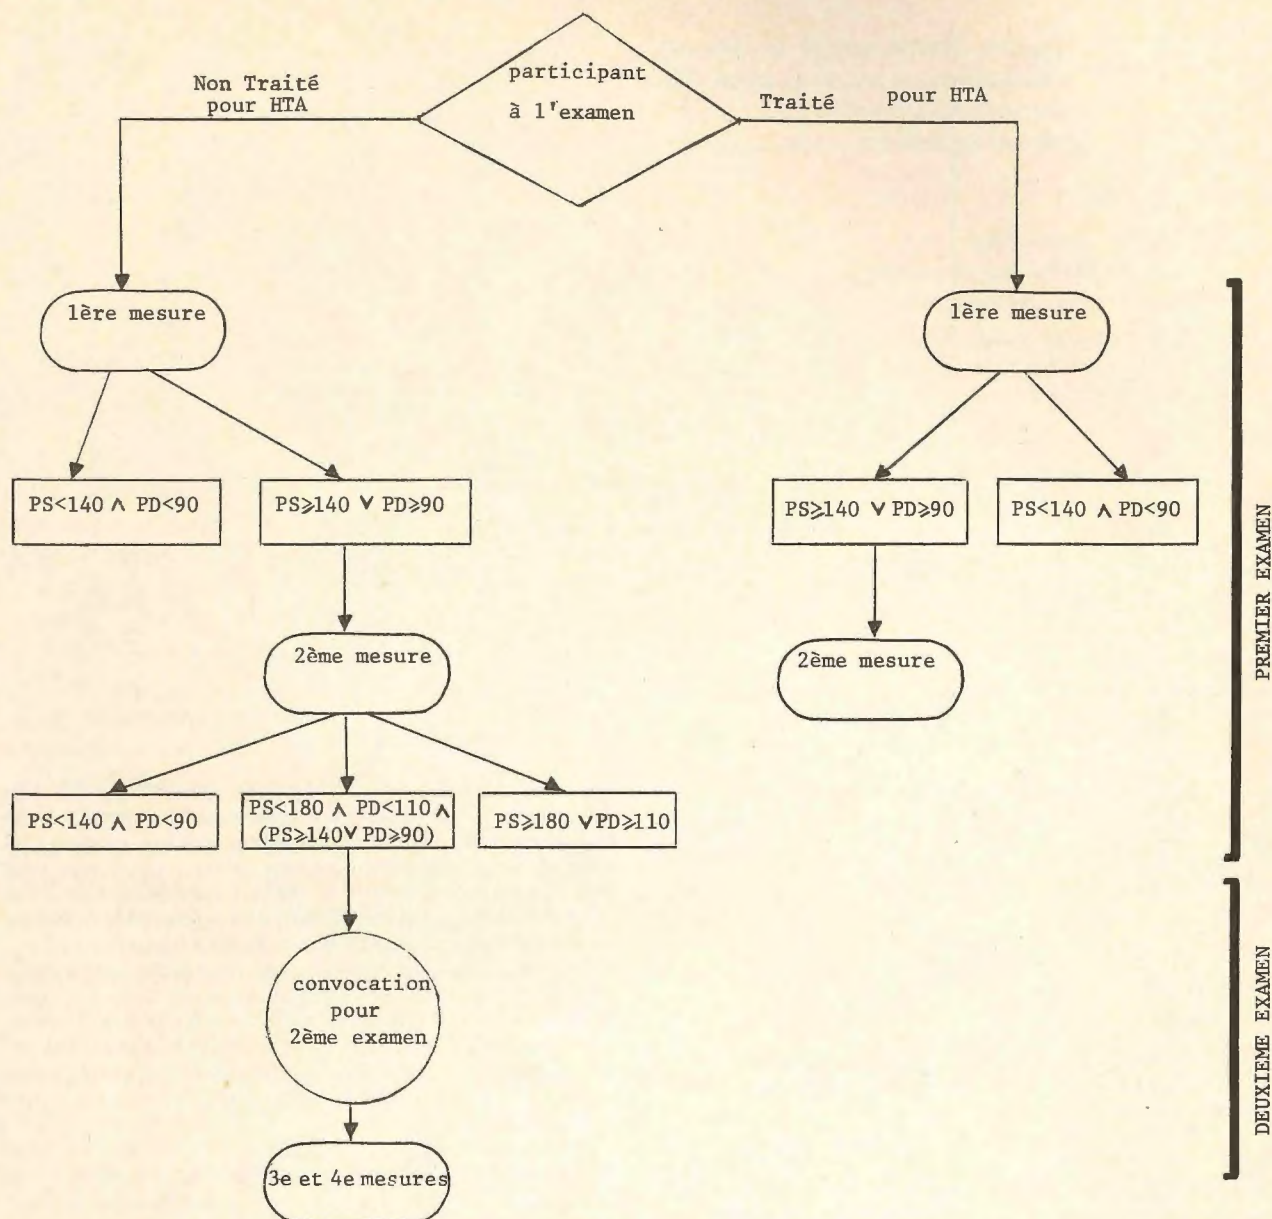 participant
à l'examen
Non Traité
pour HTA
Traité pour HTA
1ère mesure
1ère mesure
PS<140 ∧ PD<90
PS⩾140 ∨ PD⩾90
PS⩾140 ∨ PD⩾90
PS<140 ∧ PD<90
2ème mesure
2ème mesure
PS<140 ∧ PD<90
PS<180 ∧ PD<110 ∧
(PS⩾140 ∨ PD⩾90)
PS⩾180 ∨ PD⩾110
convocation
pour
2ème examen
3e et 4e mesures
PREMIER EXAMEN
DEUXIEME EXAMEN